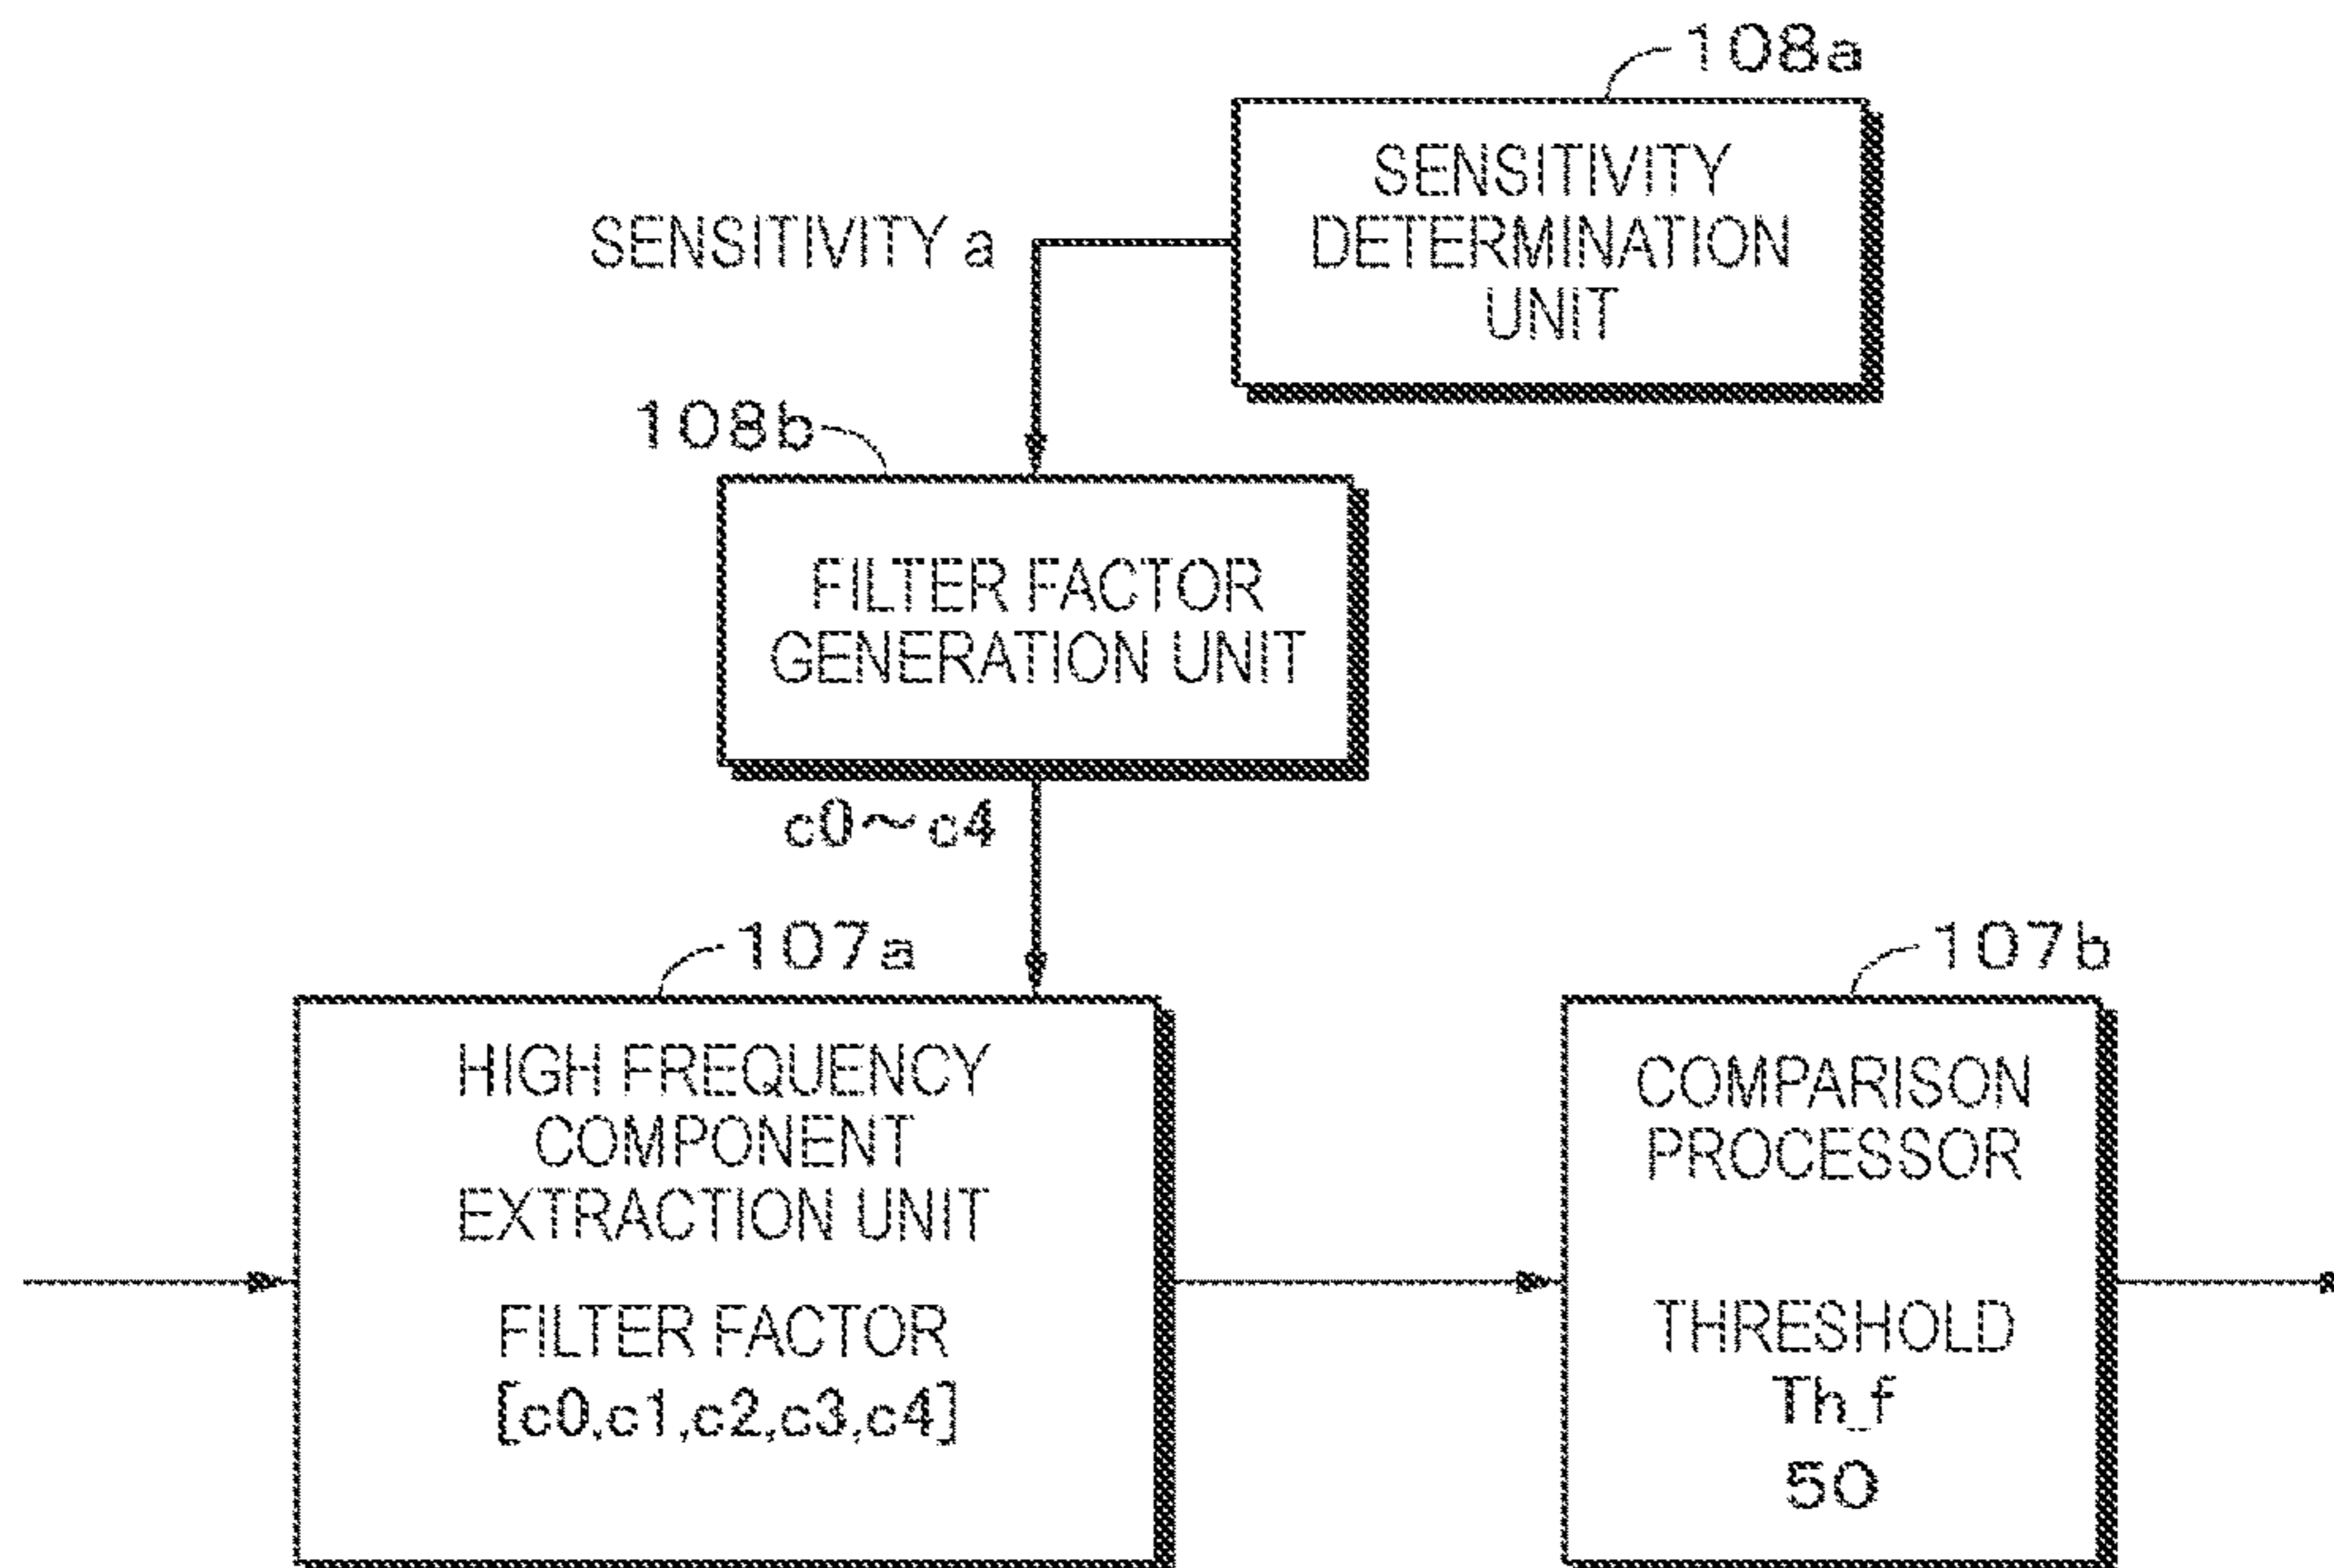 108a
SENSITIVITY
DETERMINATION
UNIT
SENSITIVITY a
108b
FILTER FACTOR
GENERATION UNIT
c0～c4
107a
HIGH FREQUENCY
COMPONENT
EXTRACTION UNIT
FILTER FACTOR
[c0,c1,c2,c3,c4]
107b
COMPARISON
PROCESSOR
THRESHOLD
Th_f
50